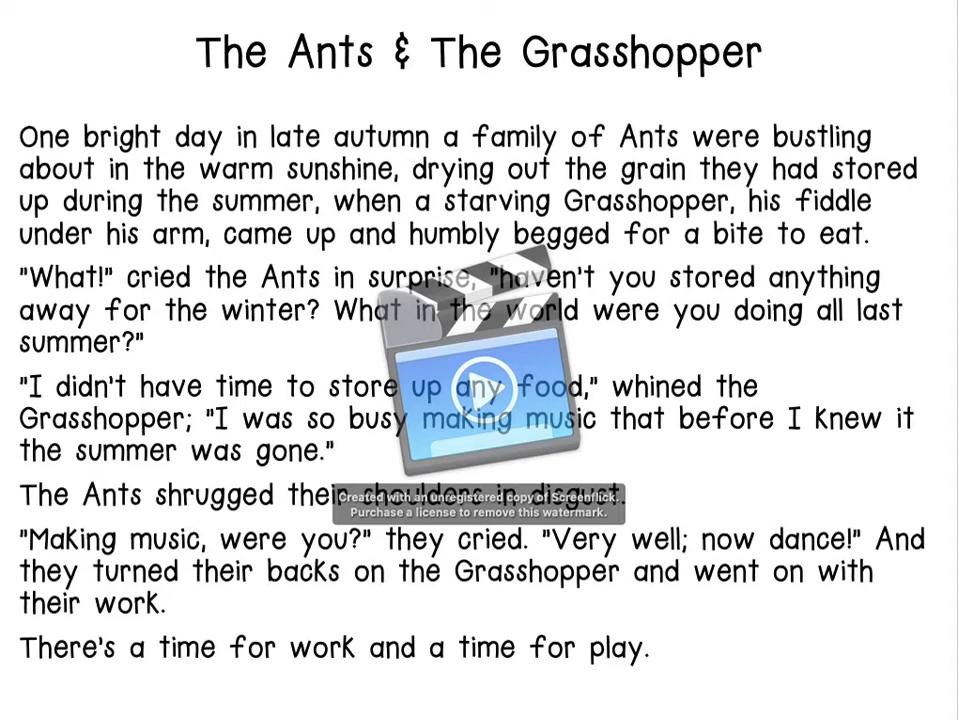 The Ants & The Grasshopper
One bright day in late autumn a family of Ants were bustling
about in the warm sunshine, drying out the grain they had stored
up during the summer, when a starving Grasshopper, his fiddle
under his arm, came up and humbly begged for a bite to eat.
"What!" cried the Ants in surprise, "haven't you stored anything
away for the winter? What in the world were you doing all last
summer?"
"I didn't have time to store up any food," whined the
Grasshopper; "I was so busy making music that before I knew it
the summer was gone."
The Ants shrugged their shoulders in disgust.
Created with an unregistered copy of Screenflick.
Purchase a license to remove this watermark.
"Making music, were you?" they cried. "Very well; now dance!" And
they turned their backs on the Grasshopper and went on with
their work.
There's a time for work and a time for play.